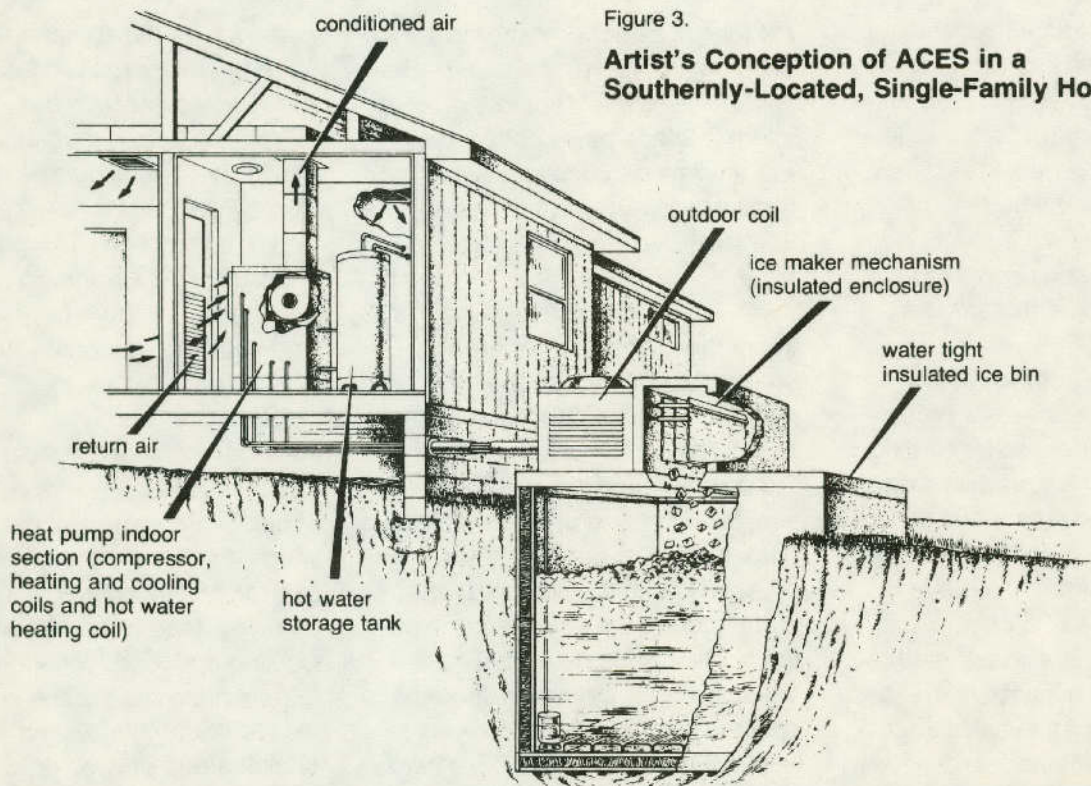 conditioned air
Figure 3.
Artist's Conception of ACES in a
Southernly-Located, Single-Family Ho
outdoor coil
ice maker mechanism
(insulated enclosure)
water tight
insulated ice bin
return air
heat pump indoor
section (compressor,
heating and cooling
coils and hot water
heating coil)
hot water
storage tank